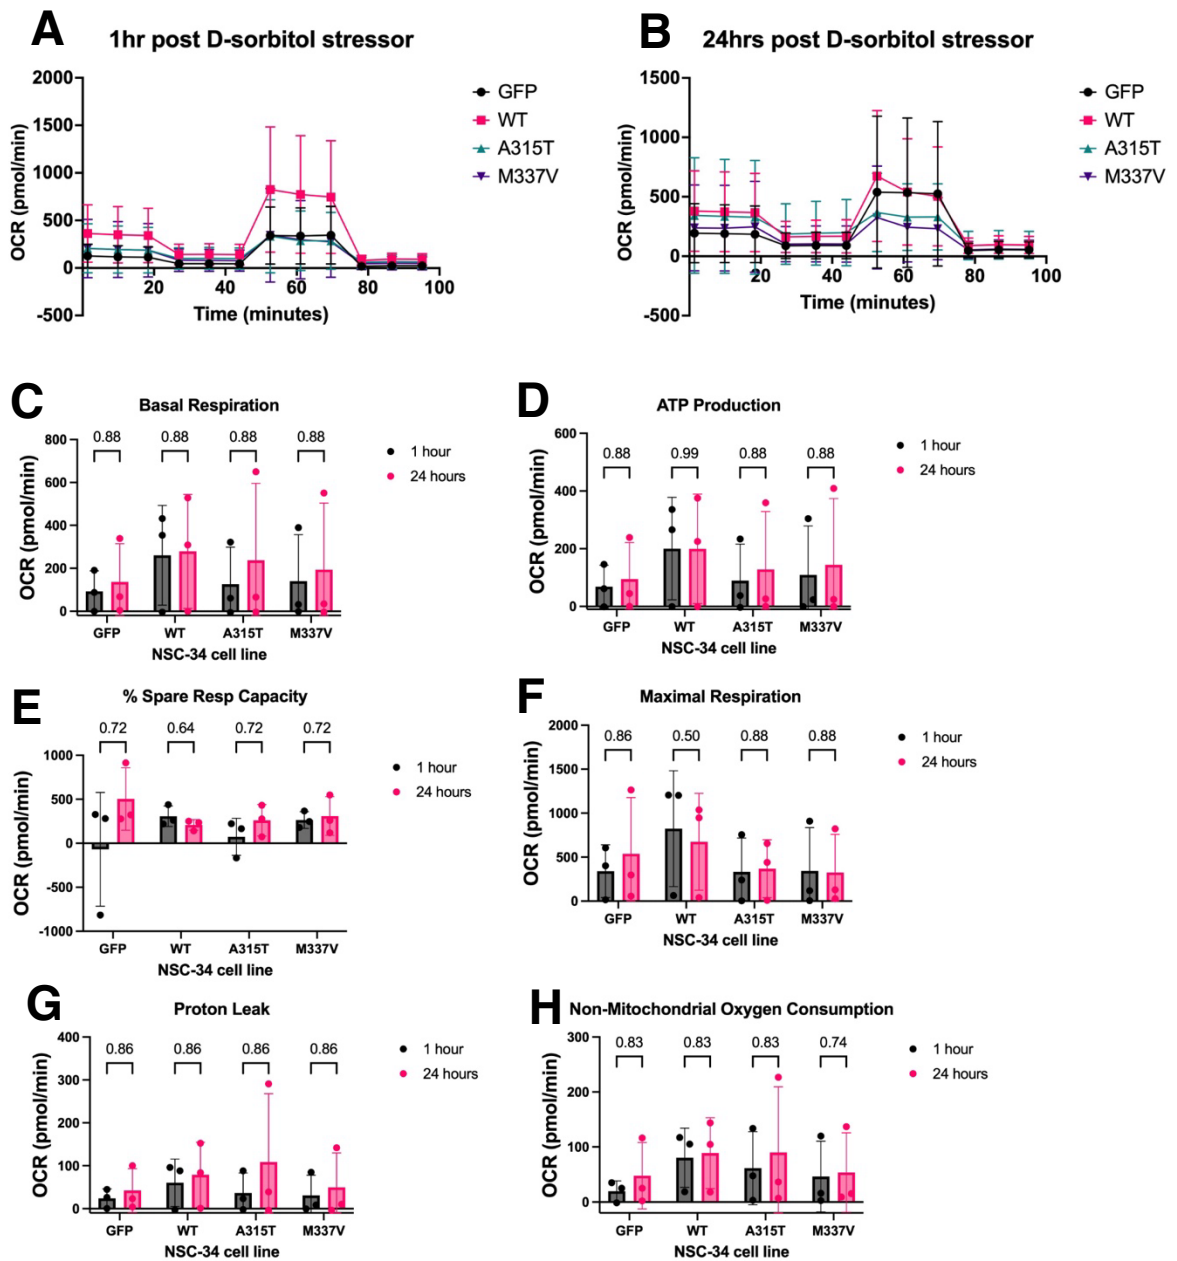 A
1hr post D-sorbitol stressor
2000
1500
1000
500
0
-500
OCR (pmol/min)
20
40
60
80
100
Time (minutes)
GFP
WT
A315T
M337V
B
24hrs post D-sorbitol stressor
1500
1000
500
0
-500
OCR (pmol/min)
20
40
60
80
100
Time (minutes)
GFP
WT
A315T
M337V
C
Basal Respiration
800
600
400
200
0
OCR (pmol/min)
0.88
0.88
0.88
0.88
1 hour
24 hours
GFP
WT
A315T
M337V
NSC-34 cell line
D
ATP Production
600
400
200
0
OCR (pmol/min)
0.88
0.99
0.88
0.88
1 hour
24 hours
GFP
WT
A315T
M337V
NSC-34 cell line
E
% Spare Resp Capacity
1000
500
0
-500
-1000
OCR (pmol/min)
0.72
0.64
0.72
0.72
1 hour
24 hours
GFP
WT
A315T
M337V
NSC-34 cell line
F
Maximal Respiration
2000
1500
1000
500
0
OCR (pmol/min)
0.86
0.50
0.88
0.88
1 hour
24 hours
GFP
WT
A315T
M337V
NSC-34 cell line
G
Proton Leak
400
300
200
100
0
OCR (pmol/min)
0.86
0.86
0.86
0.86
1 hour
24 hours
GFP
WT
A315T
M337V
NSC-34 cell line
H
Non-Mitochondrial Oxygen Consumption
300
200
100
0
OCR (pmol/min)
0.83
0.83
0.83
0.74
1 hour
24 hours
GFP
WT
A315T
M337V
NSC-34 cell line